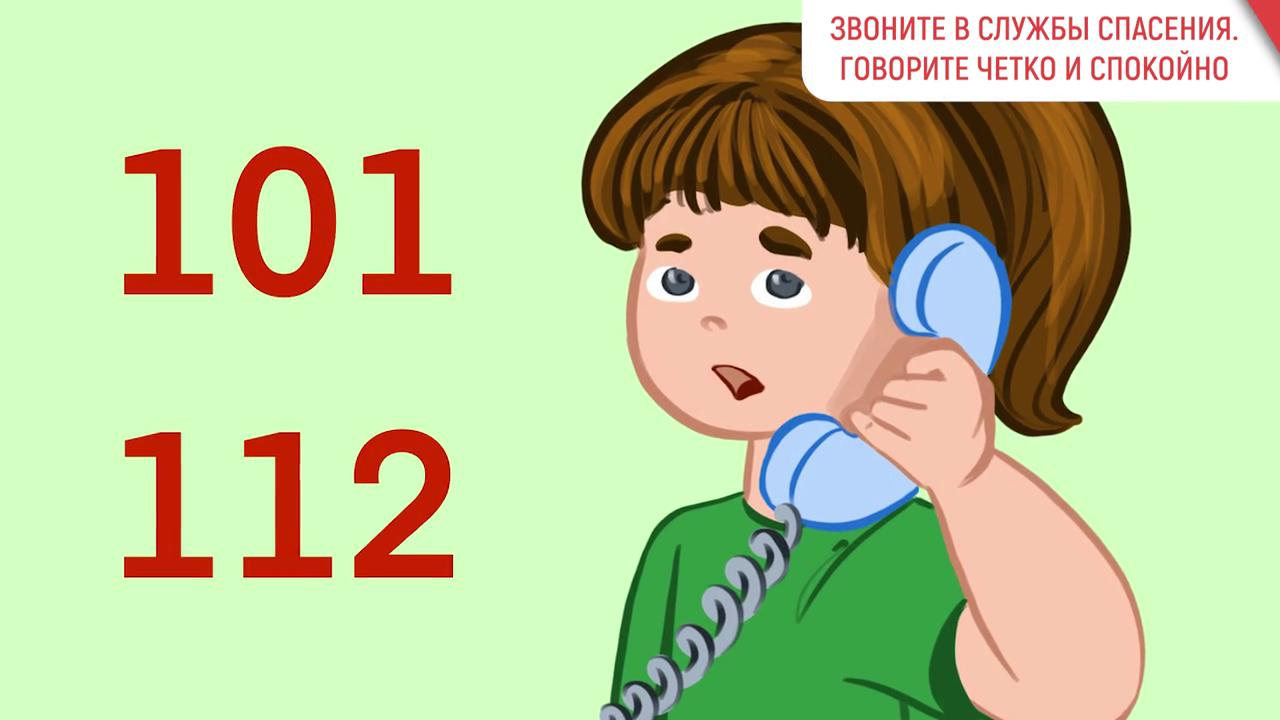 ЗВОНИТЕ В СЛУЖБЫ СПАСЕНИЯ.
ГОВОРИТЕ ЧЕТКО И СПОКОЙНО
101
112